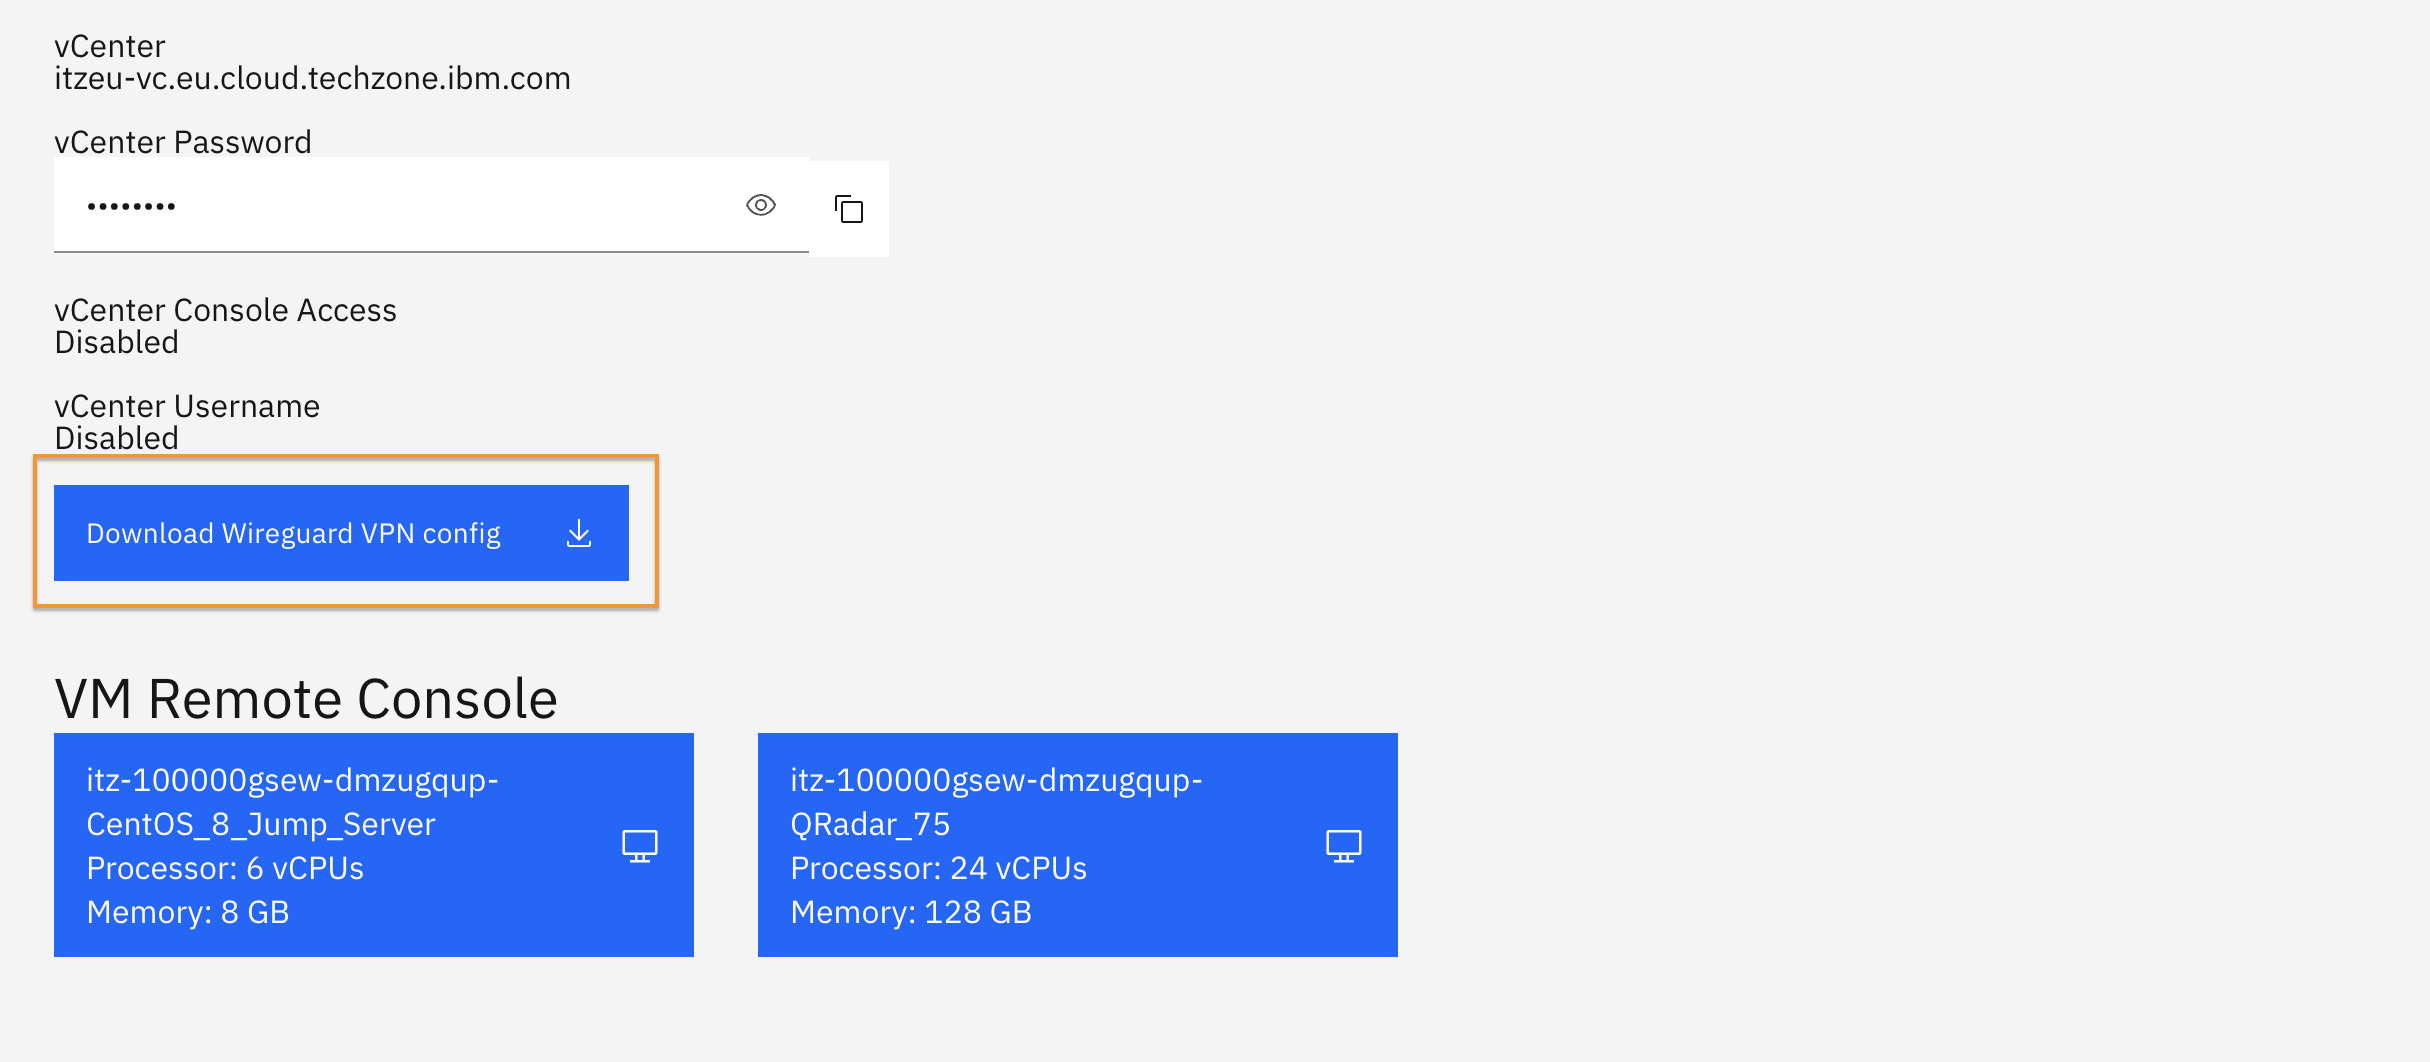 vCenter
itzeu-vc.eu.cloud.techzone.ibm.com
vCenter Password
••••••••
vCenter Console Access
Disabled
vCenter Username
Disabled
Download Wireguard VPN config
VM Remote Console
itz-100000gsew-dmzugqup-
CentOS_8_Jump_Server
Processor: 6 vCPUs
Memory: 8 GB
itz-100000gsew-dmzugqup-
QRadar_75
Processor: 24 vCPUs
Memory: 128 GB